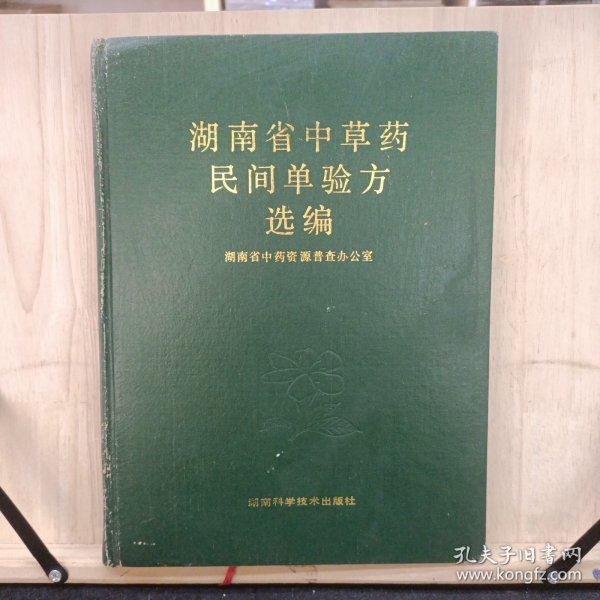 湖南省中草药
民间单验方
选编
湖南省中药资源普查办公室
湖南科学技术出版社
孔夫子旧书网
www.kongfz.com